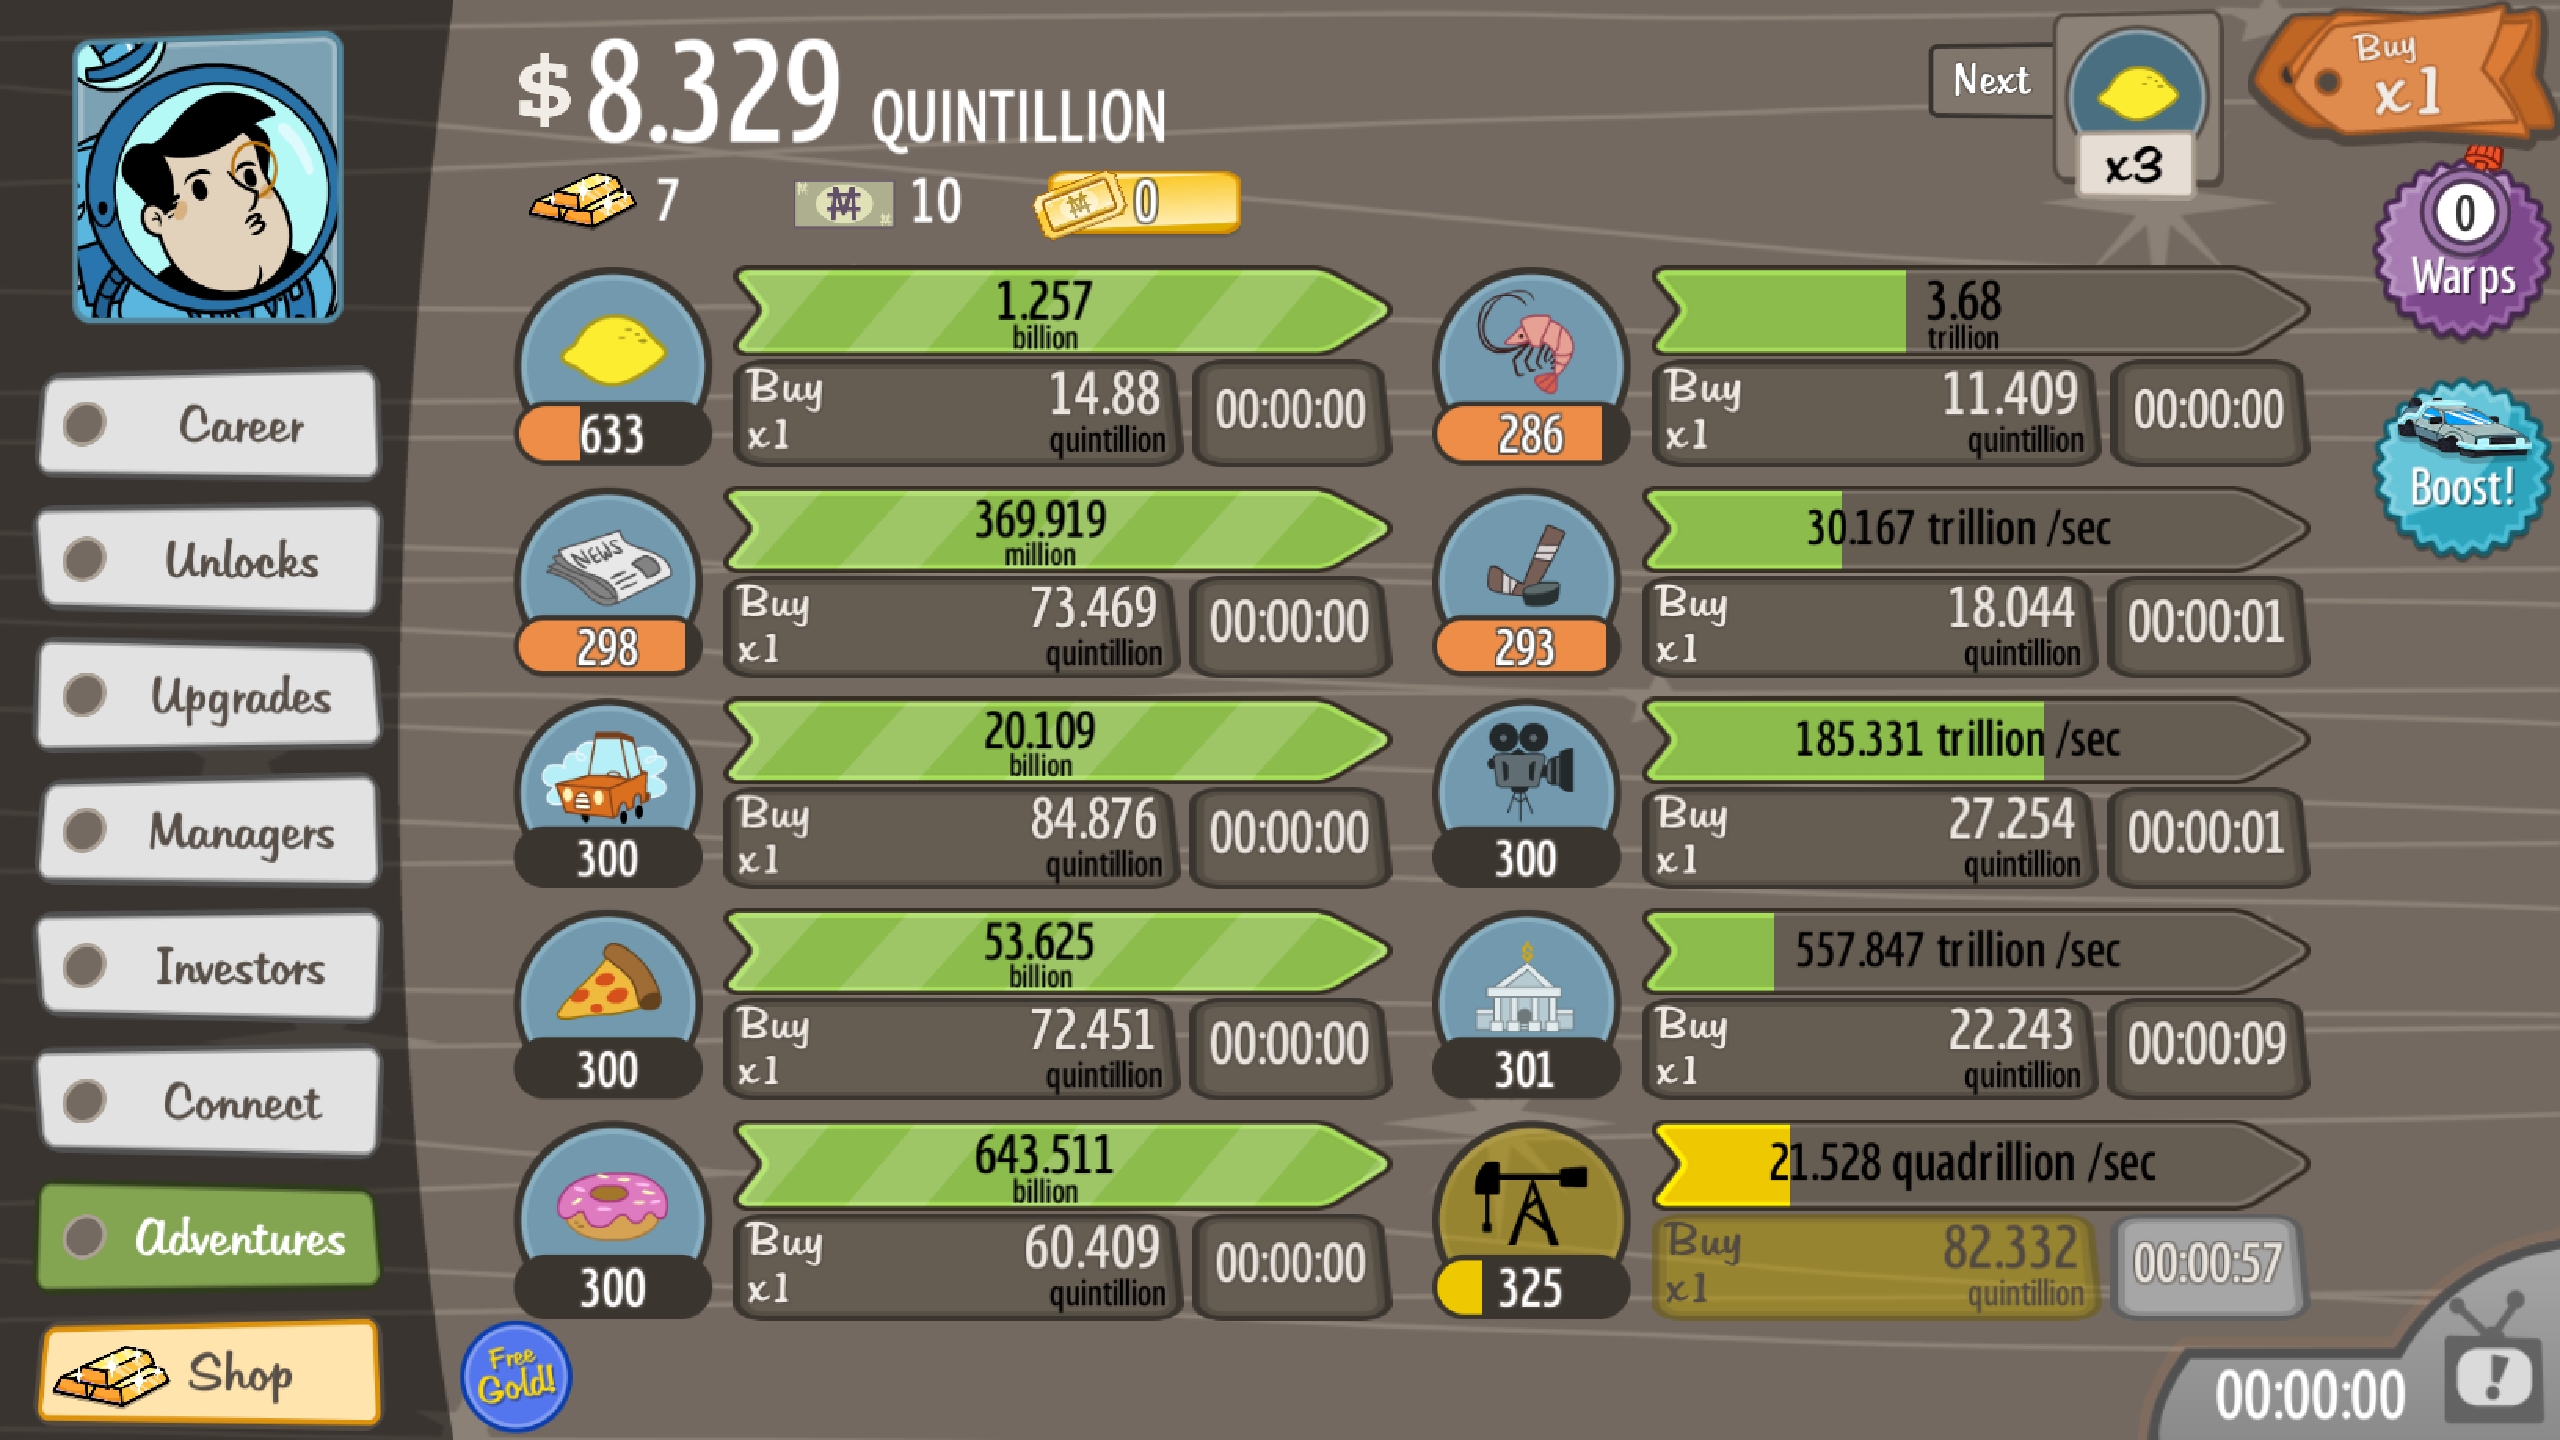 $8.329 QUINTILLION
7
10
0
Next
x3
Buy
x1
0
Warps
Boost!
Career
Unlocks
Upgrades
Managers
Investors
Connect
Adventures
Shop
1.257
billion
633
Buy
x1
14.88
quintillion
00:00:00
NEWS
369.919
million
298
Buy
x1
73.469
quintillion
00:00:00
20.109
billion
300
Buy
x1
84.876
quintillion
00:00:00
53.625
billion
300
Buy
x1
72.451
quintillion
00:00:00
643.511
billion
300
Buy
x1
60.409
quintillion
00:00:00
3.68
trillion
286
Buy
x1
11.409
quintillion
00:00:00
30.167 trillion /sec
293
Buy
x1
18.044
quintillion
00:00:01
185.331 trillion /sec
300
Buy
x1
27.254
quintillion
00:00:01
557.847 trillion /sec
301
Buy
x1
22.243
quintillion
00:00:09
21.528 quadrillion /sec
325
Buy
x1
82.332
quintillion
00:00:57
Free
Gold!
00:00:00
!